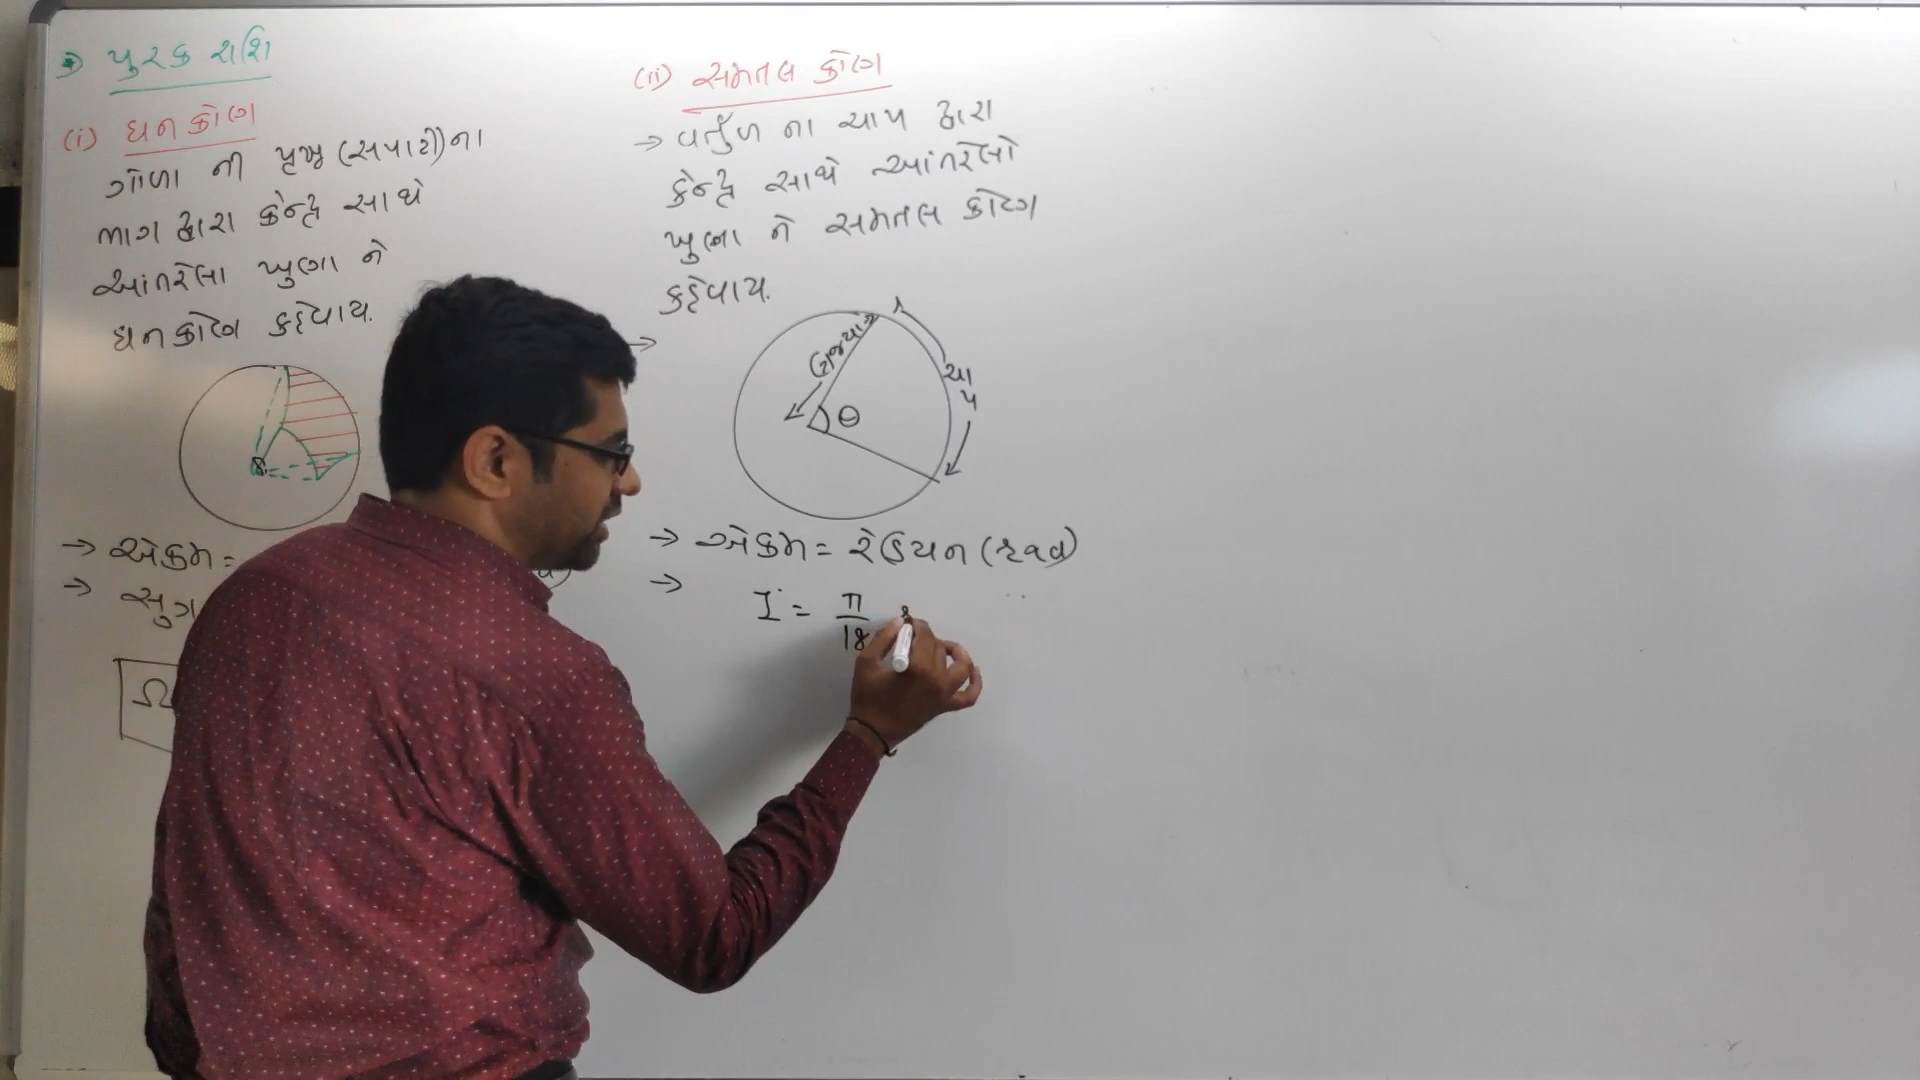 પુરક રાશિ
(i) ઘનકોણ
ગોળા ની પૃષ્ઠ (સપાટી)ના
ભાગ દ્વારા કેન્દ્ર સાથે
આંતરેલા ખુણા ને
ઘનકોણ કહેવાય.
→ એકમ =
→ સુત્ર
Ω
(ii) સમતલ કોણ
→ વર્તુળ ના ચાપ દ્વારા
કેન્દ્ર સાથે આંતરેલો
ખુણા ને સમતલ કોણ
કહેવાય.
→
ત્રિજ્યા
ચાપ
θ
→ એકમ = રેડિયન (rad)
→
1° = π/18